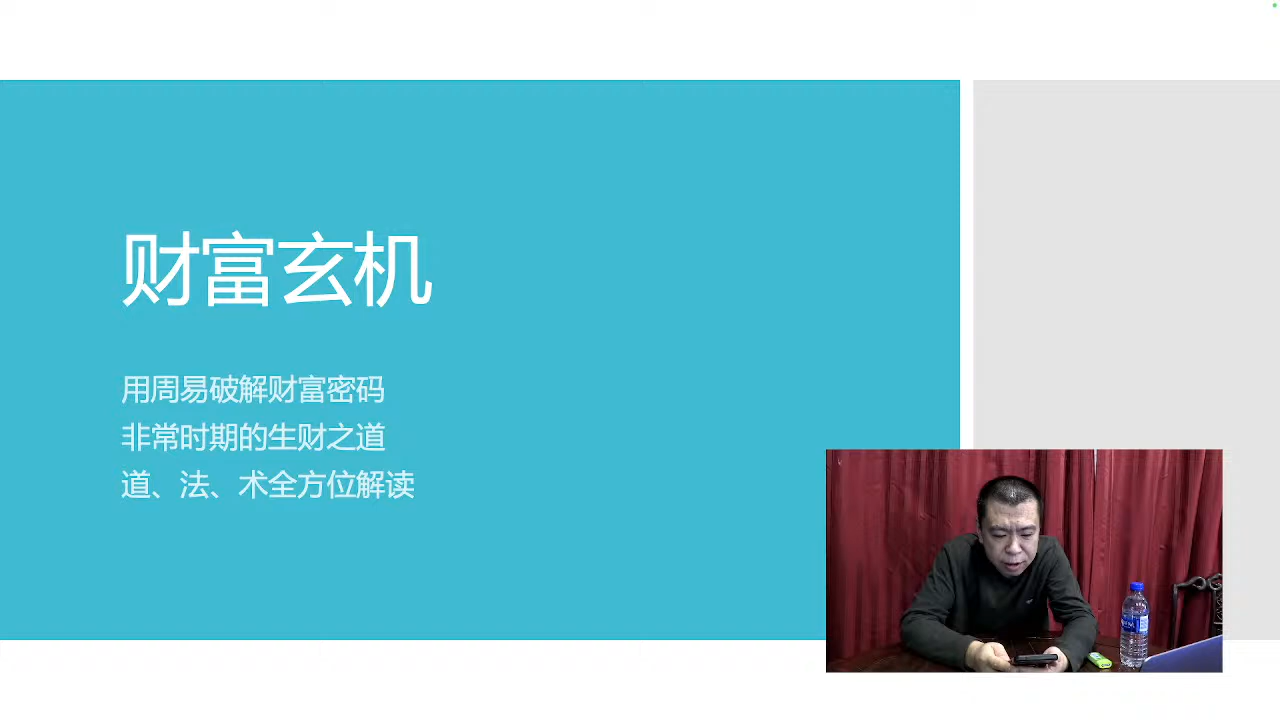 财富玄机
用周易破解财富密码
非常时期的生财之道
道、法、术全方位解读